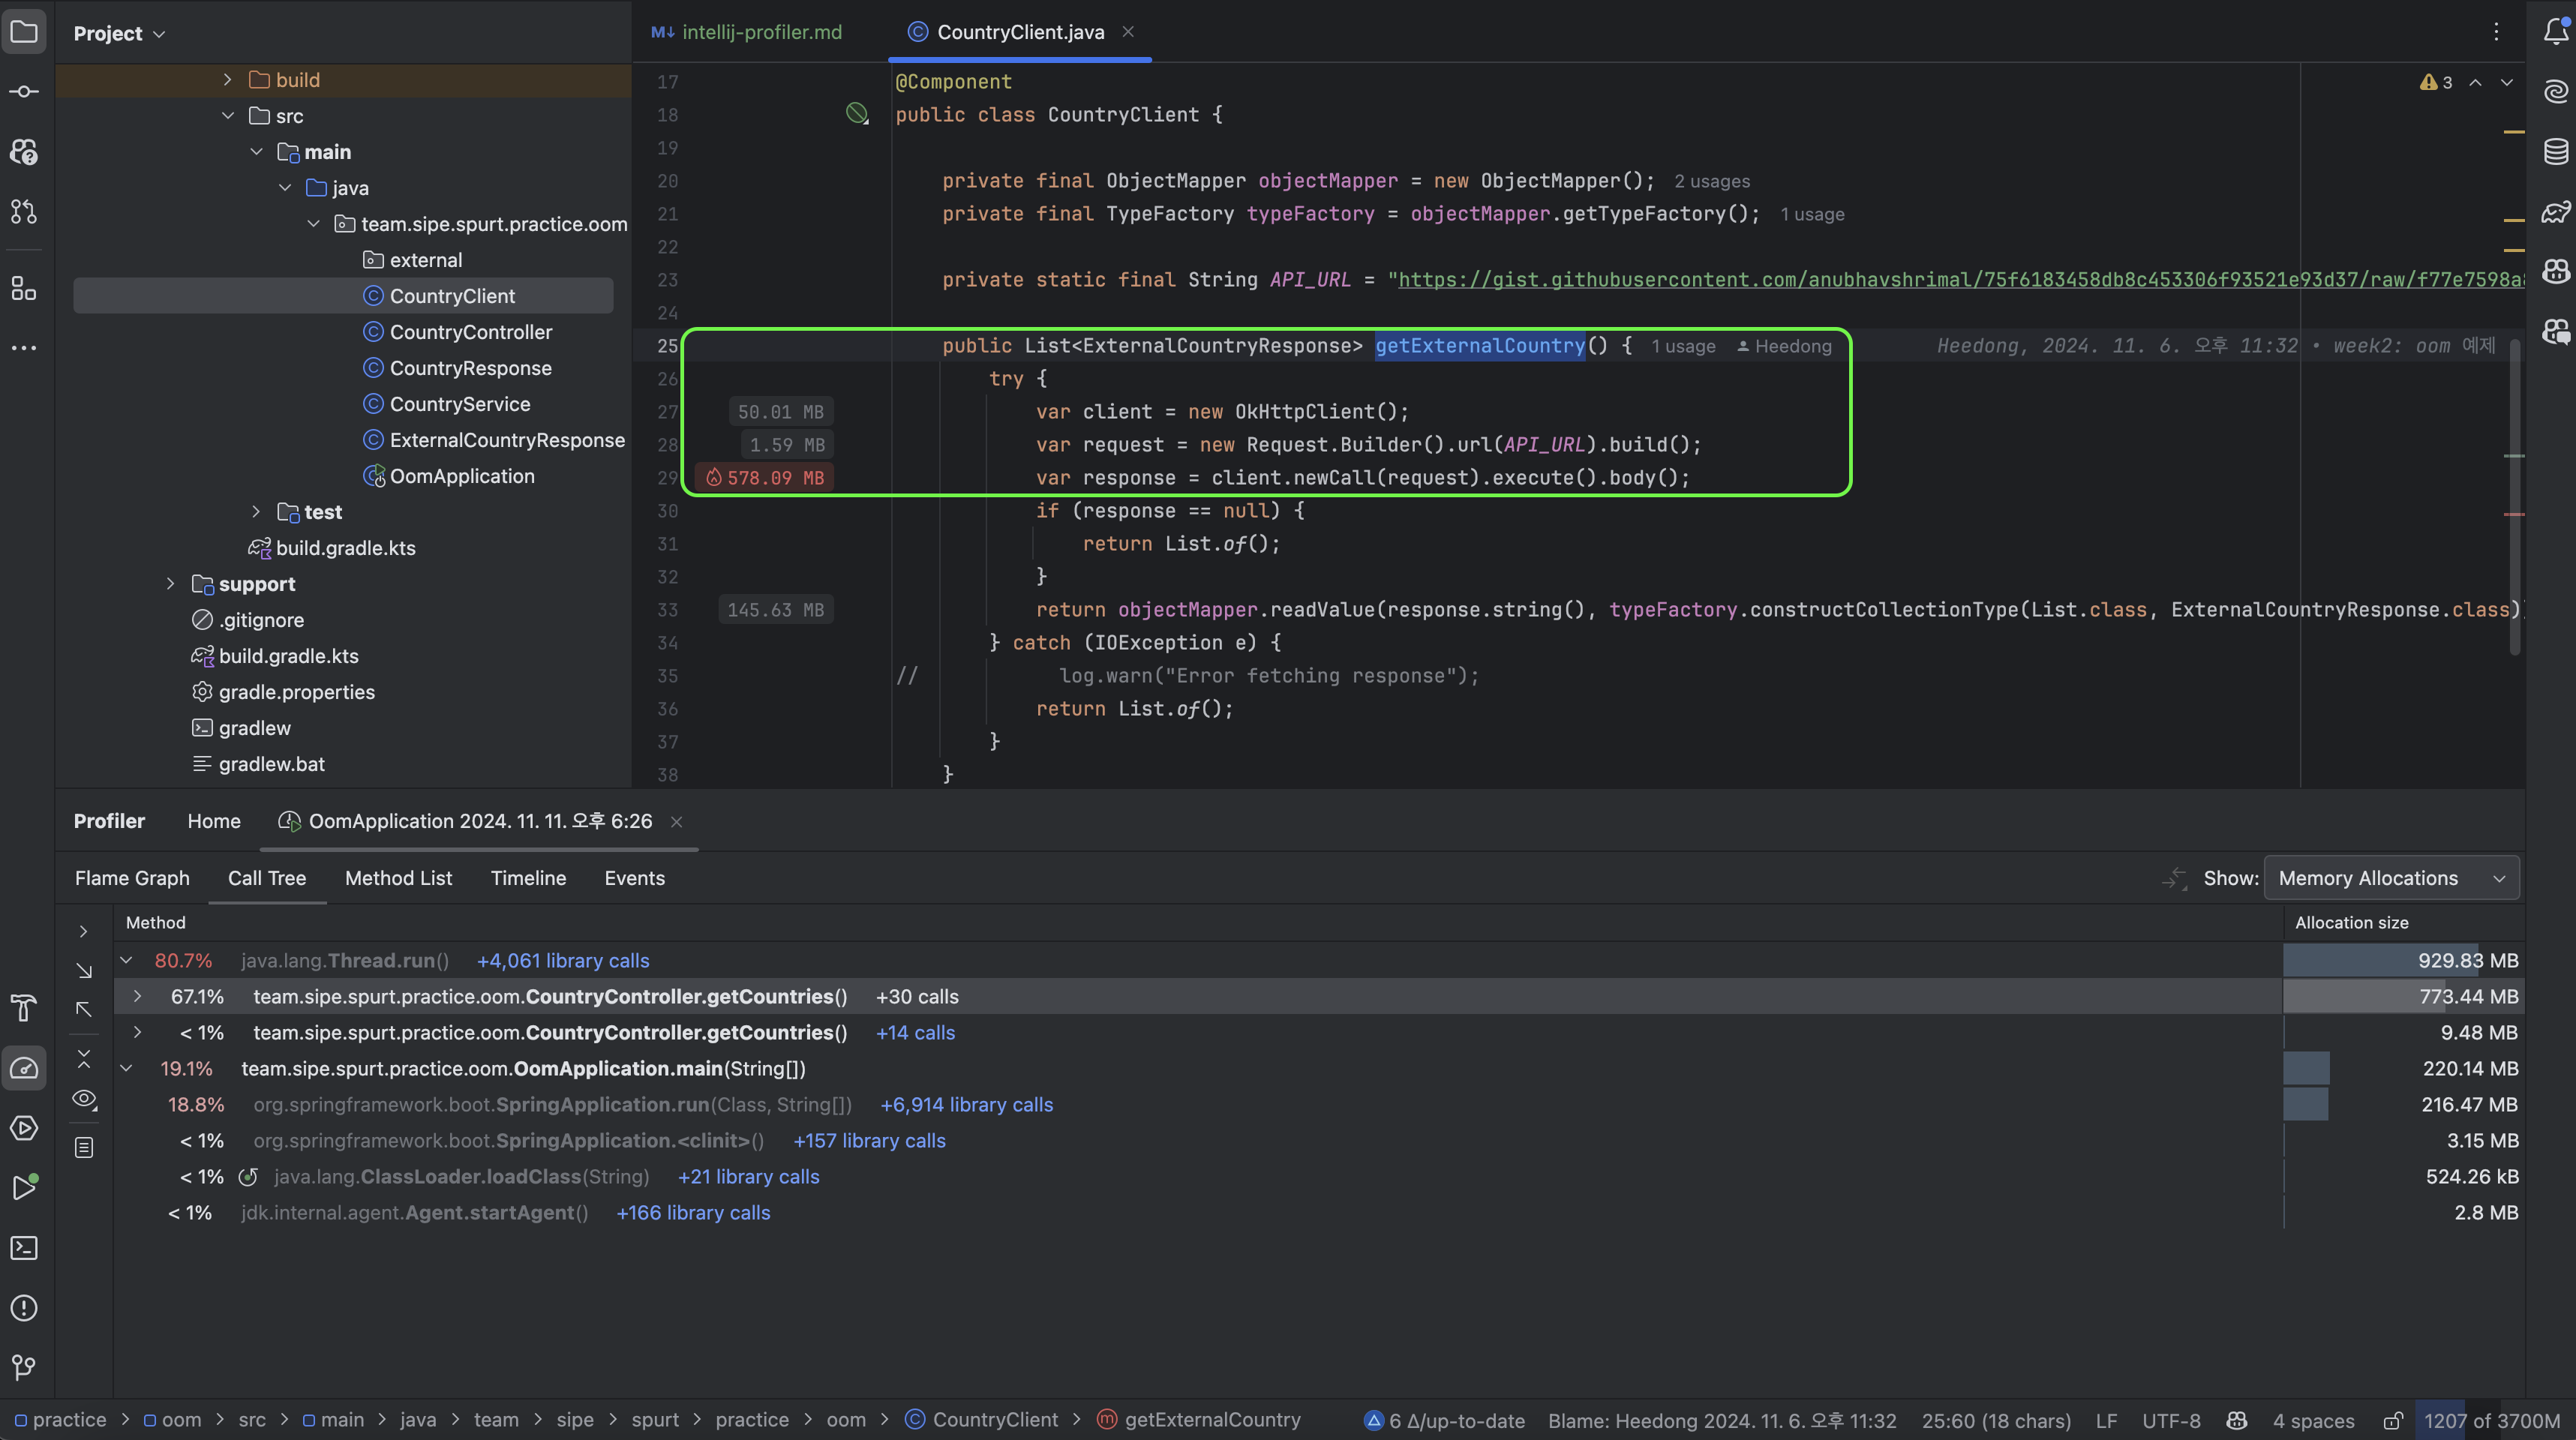 Project
build
src
main
java
team.sipe.spurt.practice.oom
external
CountryClient
CountryController
CountryResponse
CountryService
ExternalCountryResponse
OomApplication
test
build.gradle.kts
support
.gitignore
build.gradle.kts
gradle.properties
gradlew
gradlew.bat
M↓ intellij-profiler.md
CountryClient.java
3
17 @Component
18 public class CountryClient {
19
20 private final ObjectMapper objectMapper = new ObjectMapper(); 2 usages
21 private final TypeFactory typeFactory = objectMapper.getTypeFactory(); 1 usage
22
23 private static final String API_URL = "https://gist.githubusercontent.com/anubhavshrimal/75f6183458db8c453306f93521e93d37/raw/f77e7598a
24
25 public List<ExternalCountryResponse> getExternalCountry() { 1 usage Heedong Heedong, 2024. 11. 6. 오후 11:32 • week2: oom 예제
26 try {
27 50.01 MB var client = new OkHttpClient();
28 1.59 MB var request = new Request.Builder().url(API_URL).build();
29 578.09 MB var response = client.newCall(request).execute().body();
30 if (response == null) {
31 return List.of();
32 }
33 145.63 MB return objectMapper.readValue(response.string(), typeFactory.constructCollectionType(List.class, ExternalCountryResponse.class)
34 } catch (IOException e) {
35 // log.warn("Error fetching response");
36 return List.of();
37 }
38 }
Profiler Home OomApplication 2024. 11. 11. 오후 6:26
Flame Graph Call Tree Method List Timeline Events Show: Memory Allocations
Method Allocation size
80.7% java.lang.Thread.run() +4,061 library calls 929.83 MB
67.1% team.sipe.spurt.practice.oom.CountryController.getCountries() +30 calls 773.44 MB
< 1% team.sipe.spurt.practice.oom.CountryController.getCountries() +14 calls 9.48 MB
19.1% team.sipe.spurt.practice.oom.OomApplication.main(String[]) 220.14 MB
18.8% org.springframework.boot.SpringApplication.run(Class, String[]) +6,914 library calls 216.47 MB
< 1% org.springframework.boot.SpringApplication.<clinit>() +157 library calls 3.15 MB
< 1% java.lang.ClassLoader.loadClass(String) +21 library calls 524.26 kB
< 1% jdk.internal.agent.Agent.startAgent() +166 library calls 2.8 MB
practice > oom > src > main > java > team > sipe > spurt > practice > oom > CountryClient > getExternalCountry 6 Δ/up-to-date Blame: Heedong 2024. 11. 6. 오후 11:32 25:60 (18 chars) LF UTF-8 4 spaces 1207 of 3700M